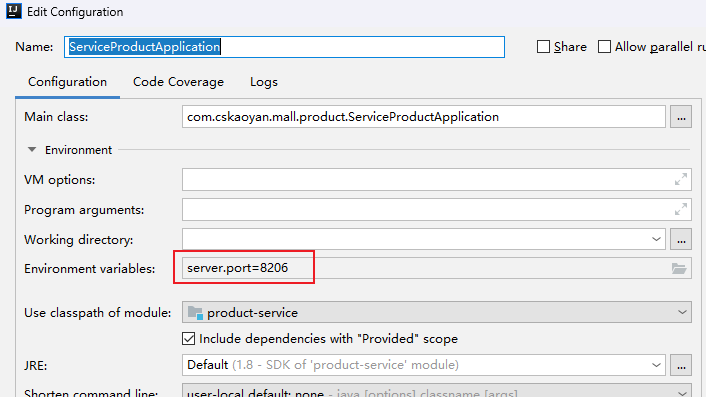 IJ Edit Configuration
Name: ServiceProductApplication Share Allow parallel ru
Configuration Code Coverage Logs
Main class: com.cskaoyan.mall.product.ServiceProductApplication ...
Environment
VM options:
Program arguments:
Working directory: ...
Environment variables: server.port=8206
Use classpath of module: product-service
Include dependencies with "Provided" scope
JRE: Default (1.8 - SDK of 'product-service' module) ...
Shorten command line: user-local default: none - java [options] classname [args]